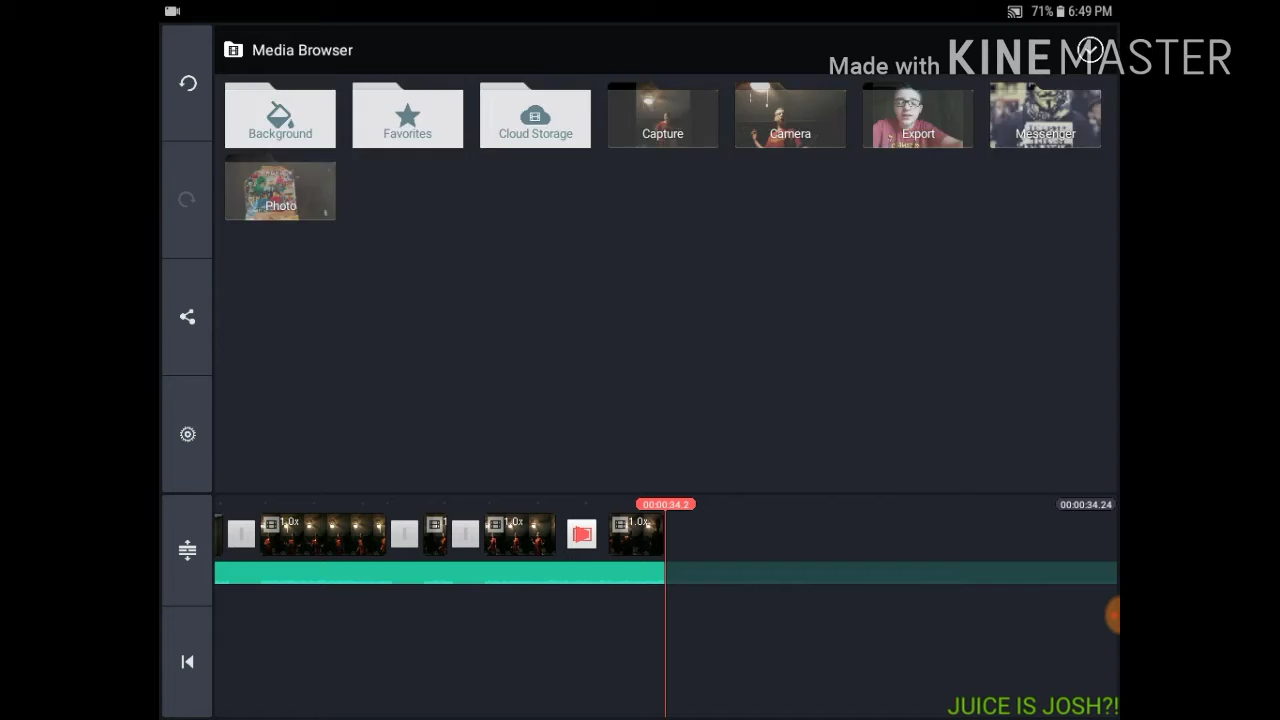 71% 6:49 PM
Media Browser
Made with KINEMASTER
Background
Favorites
Cloud Storage
Capture
Camera
Export
Messenger
Photo
00:00:34.2
00:00:34.24
1.0x
1
1.0x
1.0x
JUICE IS JOSH?!